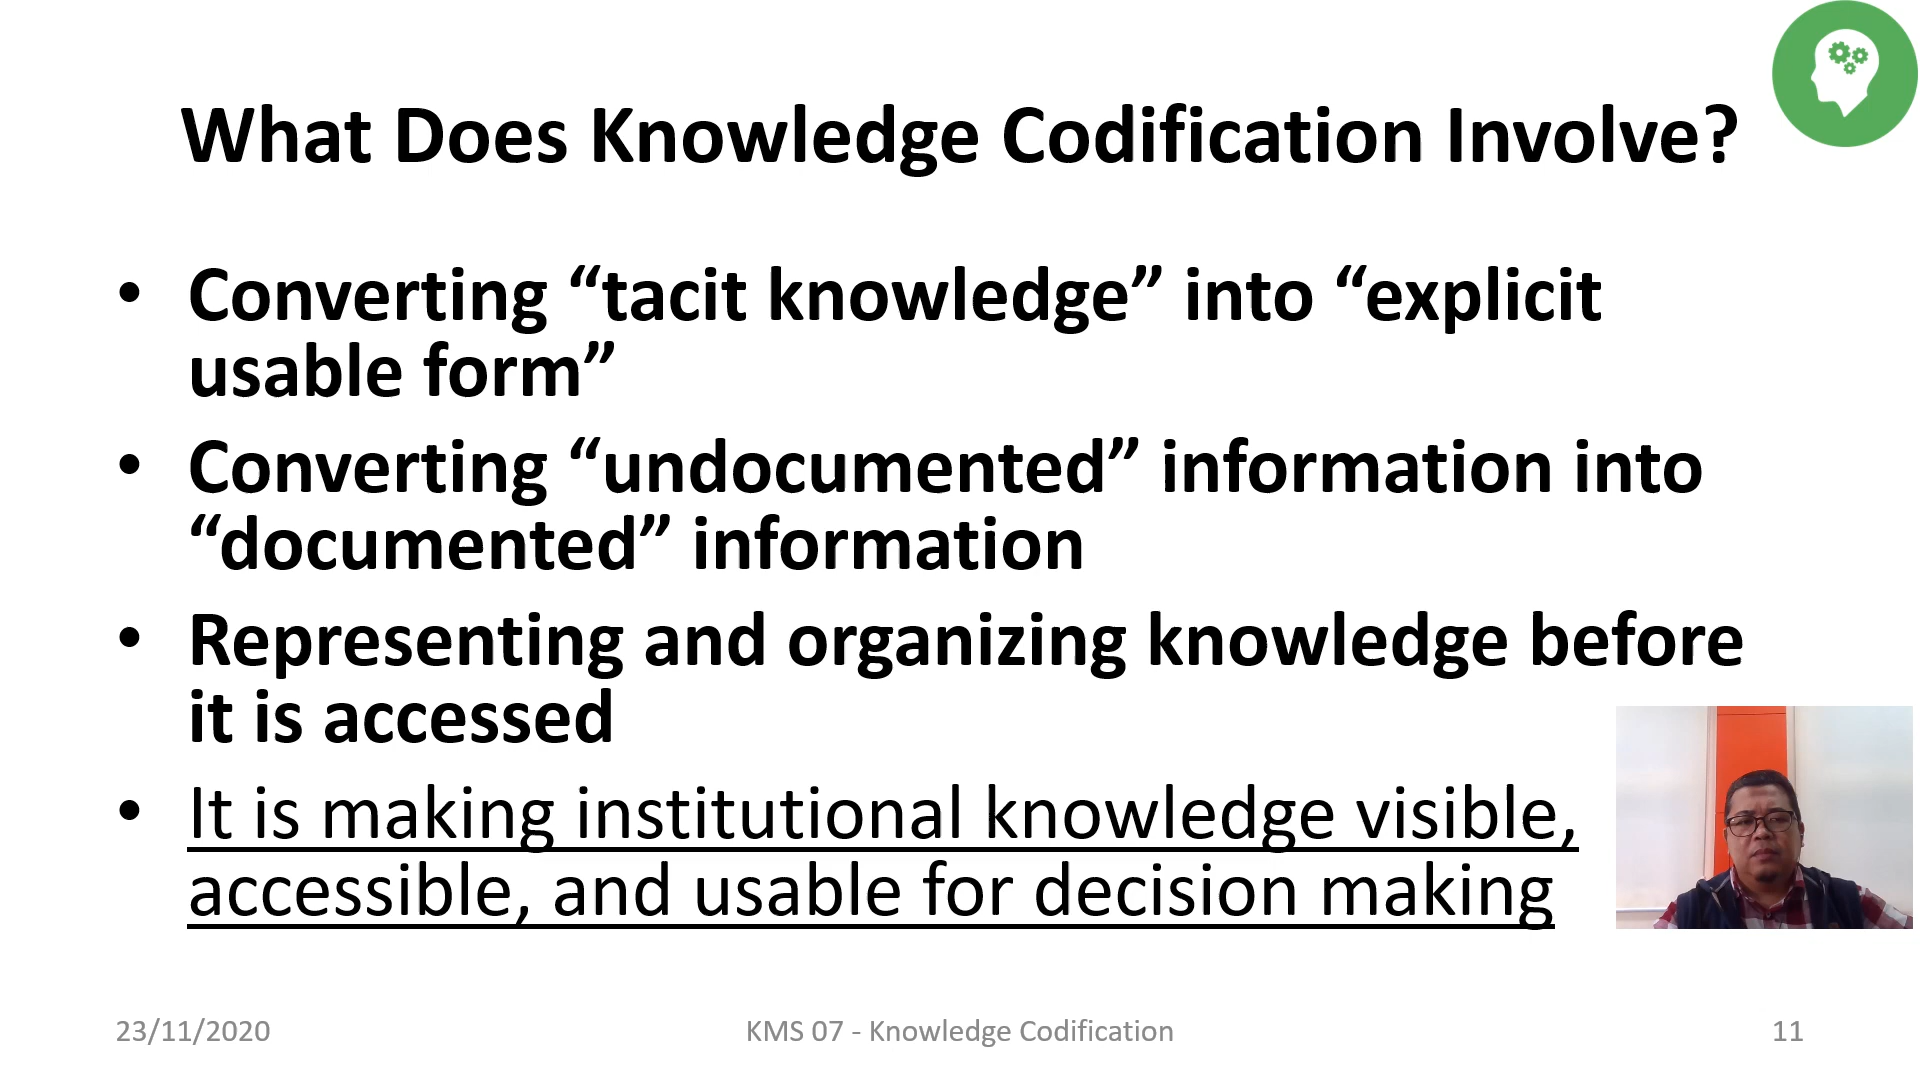 What Does Knowledge Codification Involve?
• Converting “tacit knowledge” into “explicit
usable form”
• Converting “undocumented” information into
“documented” information
• Representing and organizing knowledge before
it is accessed
• It is making institutional knowledge visible,
accessible, and usable for decision making
23/11/2020
KMS 07 - Knowledge Codification
11